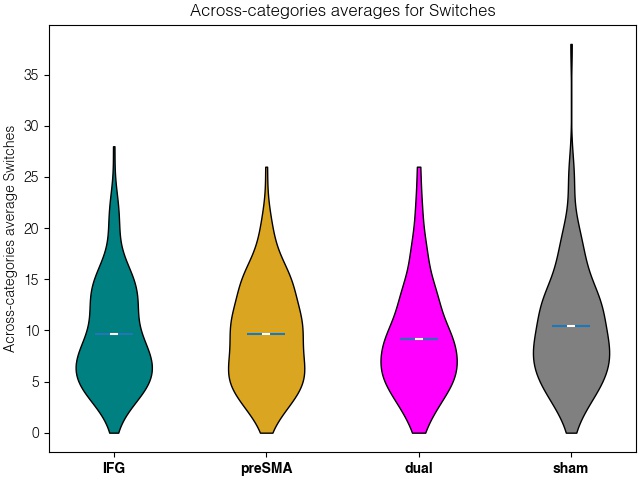 Across-categories averages for Switches
Across-categories average Switches
35
30
25
20
15
10
5
0
IFG preSMA dual sham